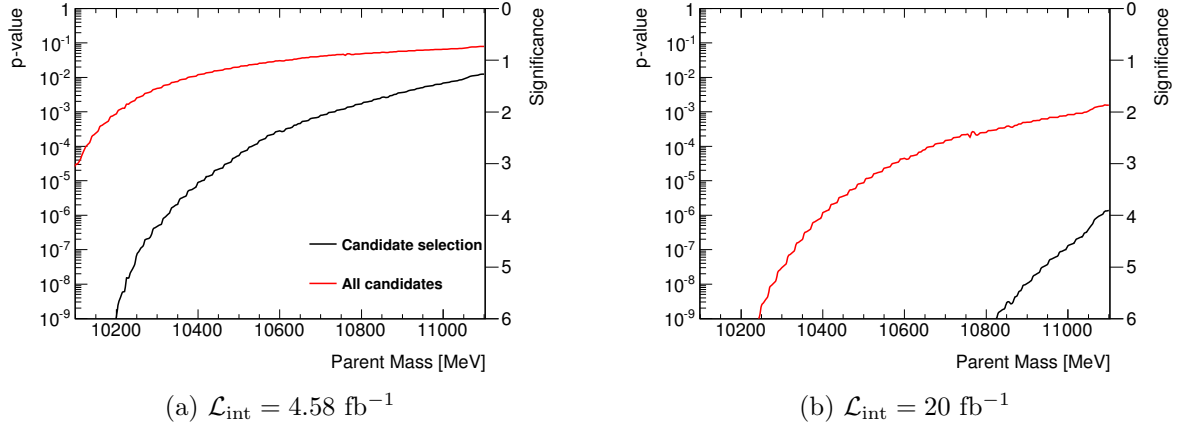 p-value
1
10⁻¹
10⁻²
10⁻³
10⁻⁴
10⁻⁵
10⁻⁶
10⁻⁷
10⁻⁸
10⁻⁹
Candidate selection
All candidates
0
1
2
3
4
5
6
Significance
10200 10400 10600 10800 11000
Parent Mass [MeV]
(a) ℒint = 4.58 fb⁻¹
p-value
1
10⁻¹
10⁻²
10⁻³
10⁻⁴
10⁻⁵
10⁻⁶
10⁻⁷
10⁻⁸
10⁻⁹
0
1
2
3
4
5
6
Significance
10200 10400 10600 10800 11000
Parent Mass [MeV]
(b) ℒint = 20 fb⁻¹